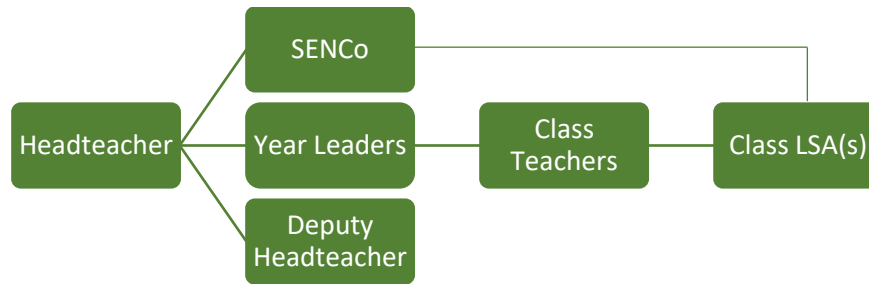 SENCo
Headteacher
Year Leaders
Class
Teachers
Class LSA(s)
Deputy
Headteacher